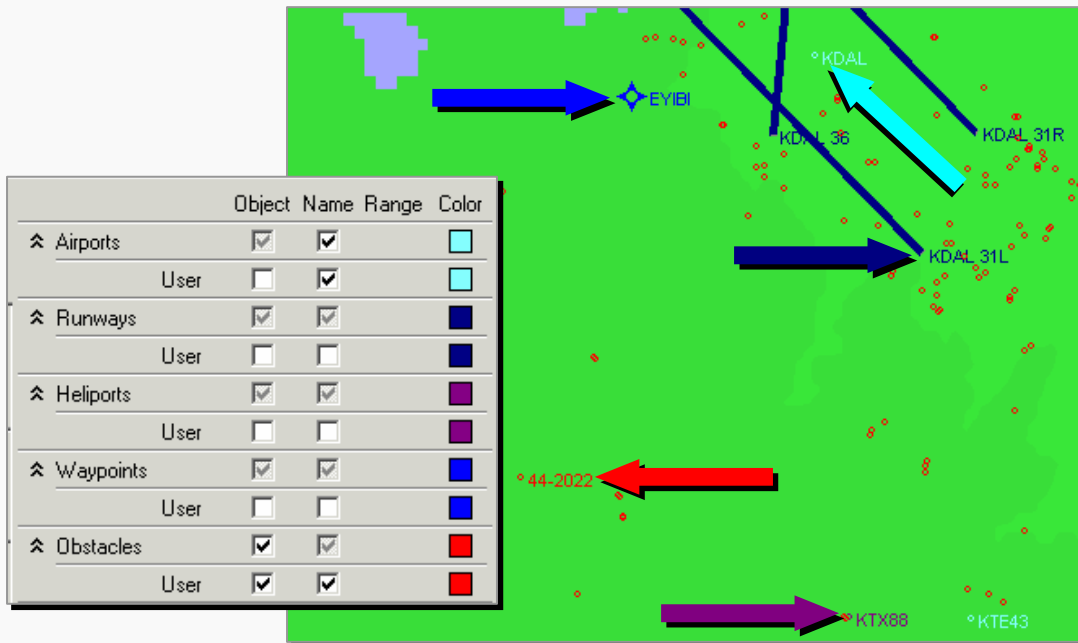 KDAL
EYIBI
KDAL 36
KDAL 31R
KDAL 31L
Object Name Range Color
Airports
User
Runways
User
Heliports
User
Waypoints
User
Obstacles
User
44-2022
KTX88
KTE43